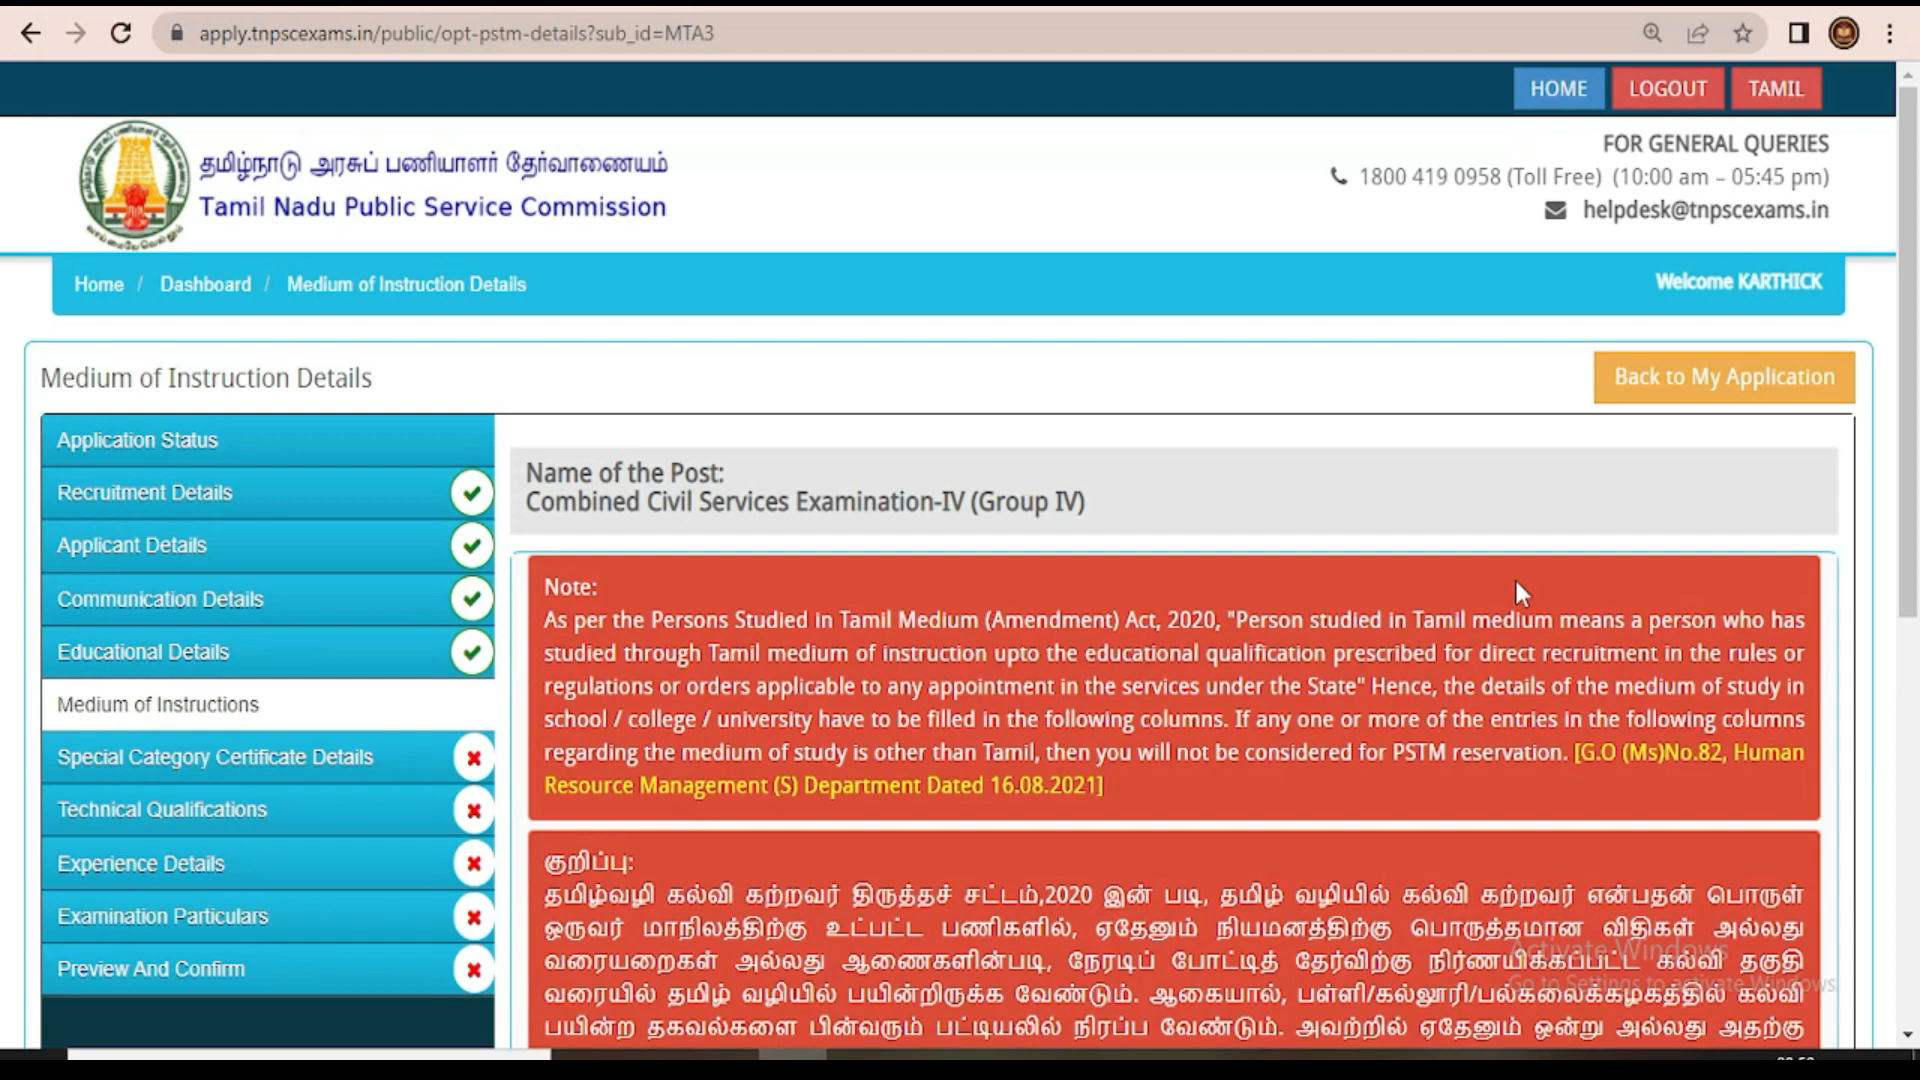 apply.tnpscexams.in/public/opt-pstm-details?sub_id=MTA3
HOME LOGOUT TAMIL
தமிழ்நாடு அரசுப் பணியாளர் தேர்வாணையம்
Tamil Nadu Public Service Commission
வாய்மையே வெல்லும்
FOR GENERAL QUERIES
1800 419 0958 (Toll Free) (10:00 am – 05:45 pm)
helpdesk@tnpscexams.in
Home / Dashboard / Medium of Instruction Details
Welcome KARTHICK
Medium of Instruction Details
Back to My Application
Application Status
Recruitment Details
Applicant Details
Communication Details
Educational Details
Medium of Instructions
Special Category Certificate Details
Technical Qualifications
Experience Details
Examination Particulars
Preview And Confirm
Name of the Post:
Combined Civil Services Examination-IV (Group IV)
Note:
As per the Persons Studied in Tamil Medium (Amendment) Act, 2020, "Person studied in Tamil medium means a person who has
studied through Tamil medium of instruction upto the educational qualification prescribed for direct recruitment in the rules or
regulations or orders applicable to any appointment in the services under the State" Hence, the details of the medium of study in
school / college / university have to be filled in the following columns. If any one or more of the entries in the following columns
regarding the medium of study is other than Tamil, then you will not be considered for PSTM reservation. [G.O (Ms)No.82, Human
Resource Management (S) Department Dated 16.08.2021]
குறிப்பு:
தமிழ்வழி கல்வி கற்றவர் திருத்தச் சட்டம்,2020 இன் படி, தமிழ் வழியில் கல்வி கற்றவர் என்பதன் பொருள்
ஒருவர் மாநிலத்திற்கு உட்பட்ட பணிகளில், ஏதேனும் நியமனத்திற்கு பொருத்தமான விதிகள் அல்லது
வரையறைகள் அல்லது ஆணைகளின்படி, நேரடிப் போட்டித் தேர்விற்கு நிர்ணயிக்கப்பட்ட கல்வி தகுதி
வரையில் தமிழ் வழியில் பயின்றிருக்க வேண்டும். ஆகையால், பள்ளி/கல்லூரி/பல்கலைக்கழகத்தில் கல்வி
பயின்ற தகவல்களை பின்வரும் பட்டியலில் நிரப்ப வேண்டும். அவற்றில் ஏதேனும் ஒன்று அல்லது அதற்கு
Activate Windows
Go to Settings to activate Windows.